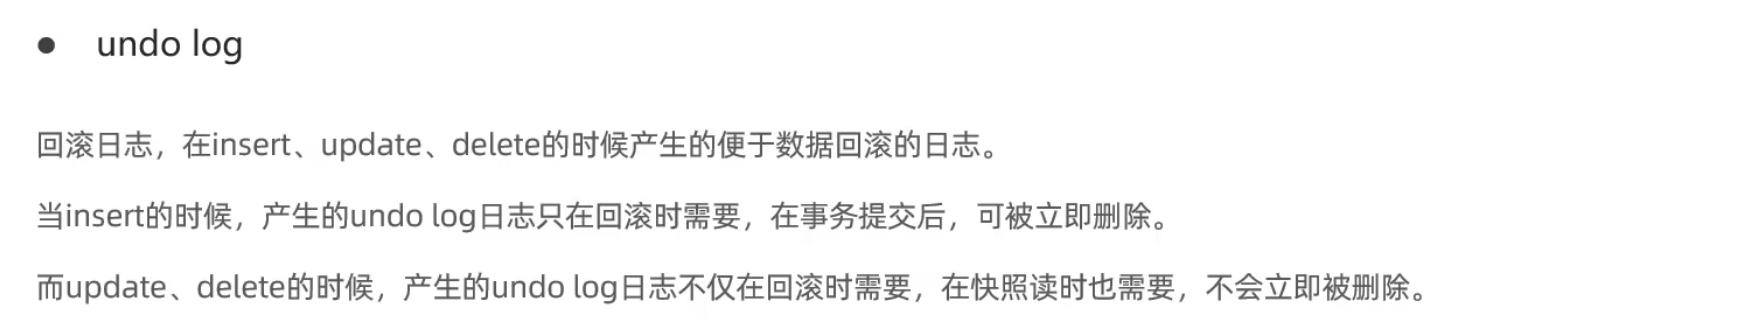 ● undo log
回滚日志，在insert、update、delete的时候产生的便于数据回滚的日志。
当insert的时候，产生的undo log日志只在回滚时需要，在事务提交后，可被立即删除。
而update、delete的时候，产生的undo log日志不仅在回滚时需要，在快照读时也需要，不会立即被删除。